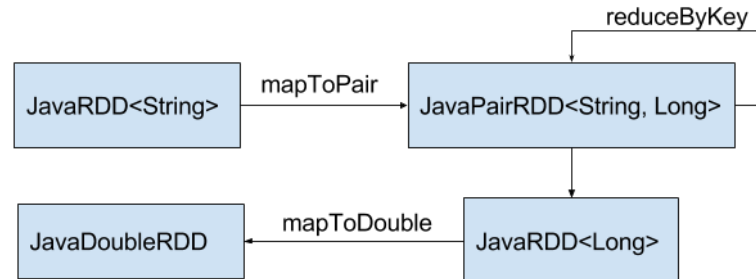 reduceByKey
JavaRDD<String>
mapToPair
JavaPairRDD<String, Long>
JavaDoubleRDD
mapToDouble
JavaRDD<Long>